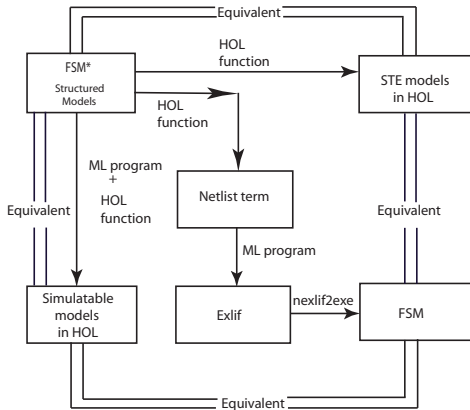 Equivalent
FSM*
Structured
Models
HOL
function
STE models
in HOL
HOL
function
ML program
+
HOL
function
Netlist term
Equivalent
Equivalent
ML program
Simulatable
models
in HOL
Exlif
nexlif2exe
FSM
Equivalent